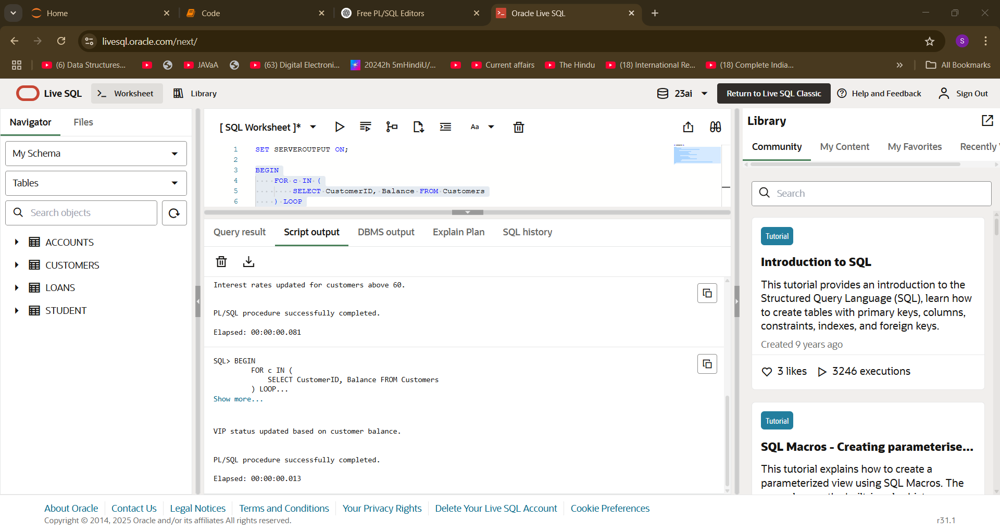 Home
Code
Free PL/SQL Editors
Oracle Live SQL
livesql.oracle.com/next/
S
(6) Data Structures...
JAVaA
(63) Digital Electroni...
20242h 5mHindiU/...
Current affairs
The Hindu
(18) International Re...
(18) Complete India...
All Bookmarks
Live SQL
Worksheet
Library
23ai
Return to Live SQL Classic
Help and Feedback
Sign Out
Navigator
Files
My Schema
Tables
Search objects
ACCOUNTS
CUSTOMERS
LOANS
STUDENT
[ SQL Worksheet ]*
Aa
1 SET SERVEROUTPUT ON;
2
3 BEGIN
4 FOR c IN (
5 SELECT CustomerID, Balance FROM Customers
6 ) LOOP
Query result
Script output
DBMS output
Explain Plan
SQL history
Interest rates updated for customers above 60.
PL/SQL procedure successfully completed.
Elapsed: 00:00:00.081
SQL> BEGIN
FOR c IN (
SELECT CustomerID, Balance FROM Customers
) LOOP...
Show more...
VIP status updated based on customer balance.
PL/SQL procedure successfully completed.
Elapsed: 00:00:00.013
Library
Community
My Content
My Favorites
Recently
Search
Tutorial
Introduction to SQL
This tutorial provides an introduction to the
Structured Query Language (SQL), learn how
to create tables with primary keys, columns,
constraints, indexes, and foreign keys.
Created 9 years ago
3 likes
3246 executions
Tutorial
SQL Macros - Creating parameterise...
This tutorial explains how to create a
parameterized view using SQL Macros. The
About Oracle
Contact Us
Legal Notices
Terms and Conditions
Your Privacy Rights
Delete Your Live SQL Account
Cookie Preferences
Copyright © 2014, 2025 Oracle and/or its affiliates All rights reserved.
r31.1